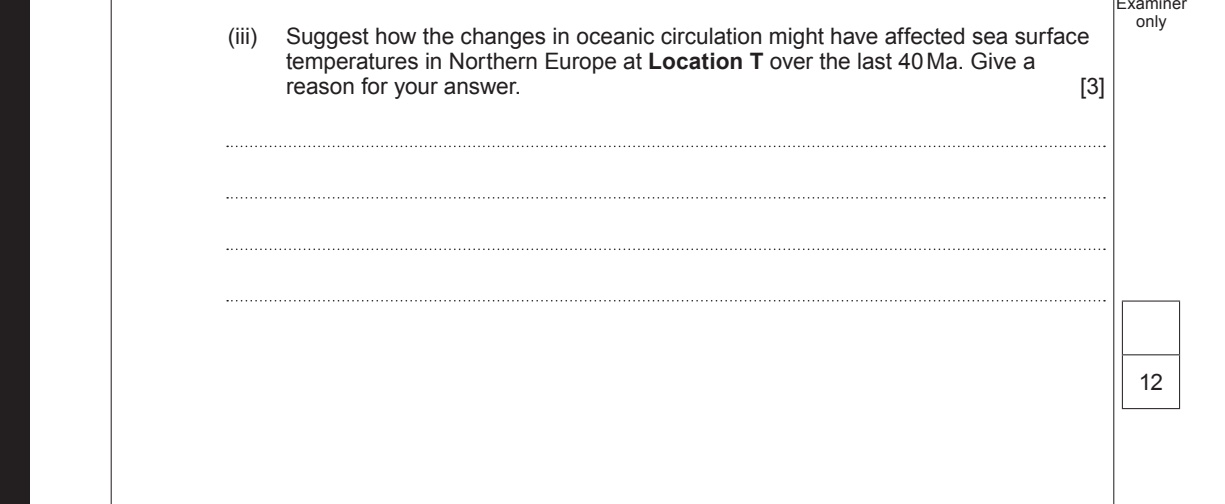 Examiner
only
(iii) Suggest how the changes in oceanic circulation might have affected sea surface
temperatures in Northern Europe at Location T over the last 40 Ma. Give a
reason for your answer. [3]
12